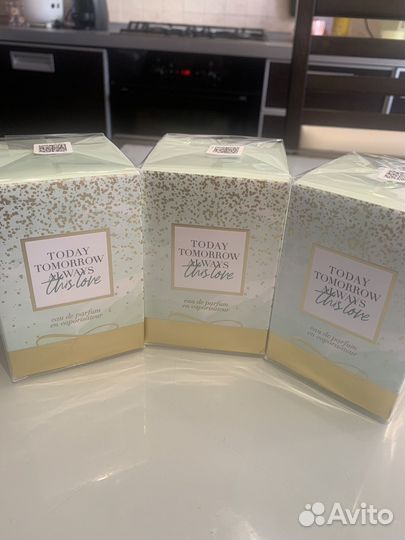 TODAY
TOMORROW
ALWAYS
this love
eau de parfum
en vaporisateur
TODAY
TOMORROW
ALWAYS
this love
eau de parfum
en vaporisateur
TODAY
TOMORROW
ALWAYS
this love
eau de parfum
en vaporisateur
Avito